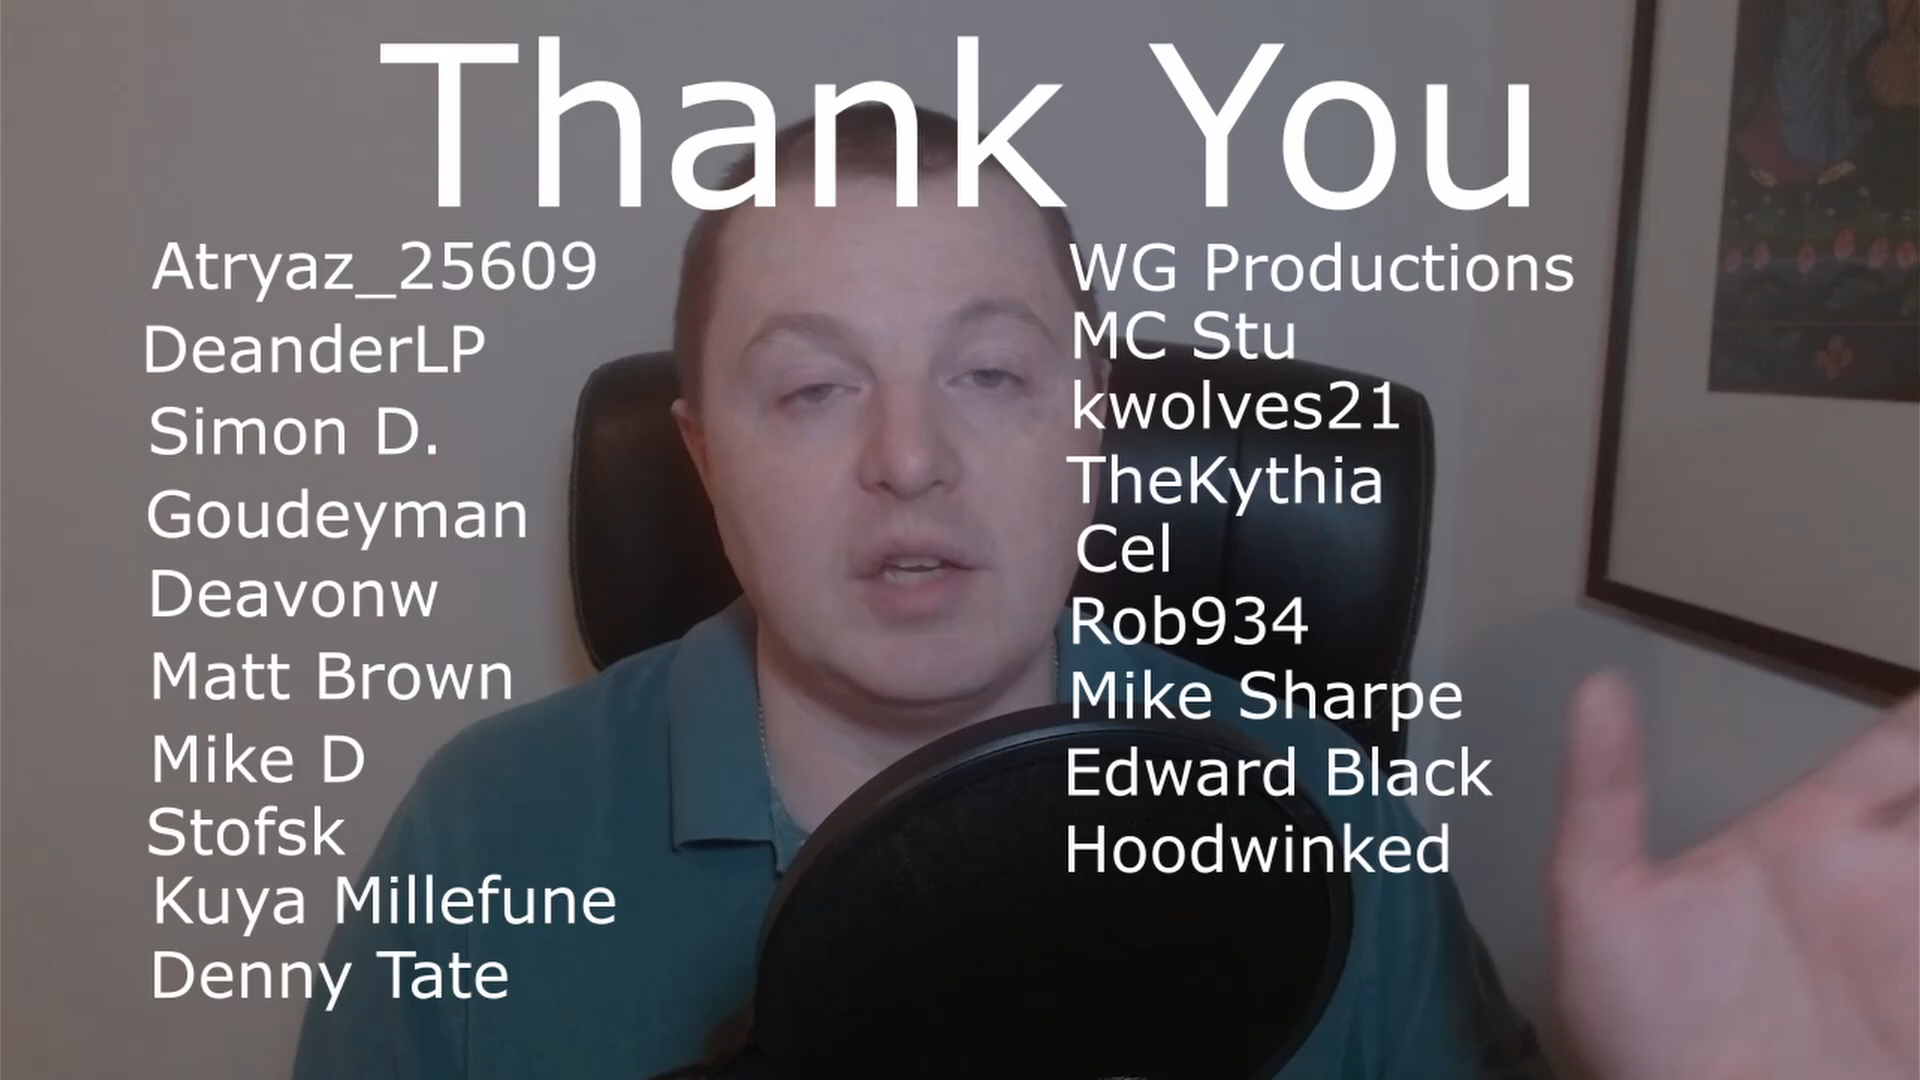 Thank You
Atryaz_25609
DeanderLP
Simon D.
Goudeyman
Deavonw
Matt Brown
Mike D
Stofsk
Kuya Millefune
Denny Tate
WG Productions
MC Stu
kwolves21
TheKythia
Cel
Rob934
Mike Sharpe
Edward Black
Hoodwinked